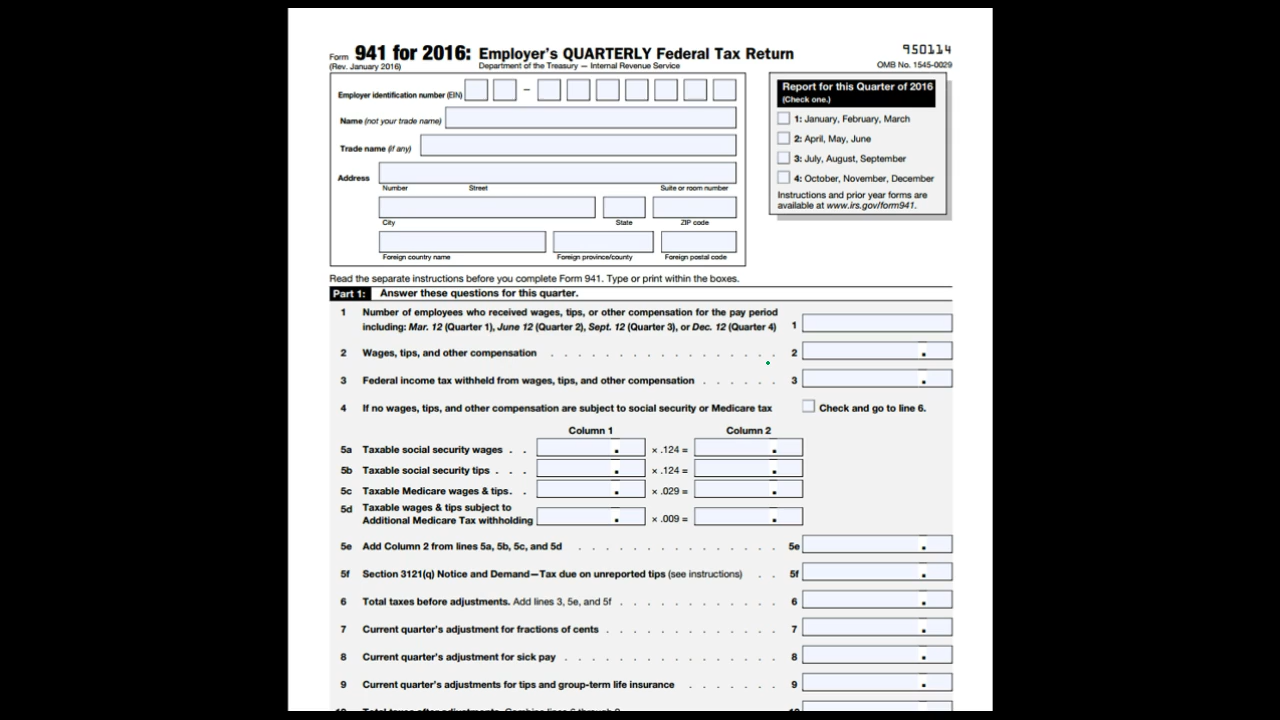 Form 941 for 2016: Employer's QUARTERLY Federal Tax Return
(Rev. January 2016) Department of the Treasury — Internal Revenue Service
950114
OMB No. 1545-0029
Employer identification number (EIN) –
Name (not your trade name)
Trade name (if any)
Address
Number Street Suite or room number
City State ZIP code
Foreign country name Foreign province/county Foreign postal code
Report for this Quarter of 2016
(Check one.)
1: January, February, March
2: April, May, June
3: July, August, September
4: October, November, December
Instructions and prior year forms are
available at www.irs.gov/form941.
Read the separate instructions before you complete Form 941. Type or print within the boxes.
Part 1: Answer these questions for this quarter.
1 Number of employees who received wages, tips, or other compensation for the pay period
including: Mar. 12 (Quarter 1), June 12 (Quarter 2), Sept. 12 (Quarter 3), or Dec. 12 (Quarter 4) 1
2 Wages, tips, and other compensation . . . . . . . . . . . . . . . . . 2 .
3 Federal income tax withheld from wages, tips, and other compensation . . . . . . 3 .
4 If no wages, tips, and other compensation are subject to social security or Medicare tax Check and go to line 6.
Column 1 Column 2
5a Taxable social security wages . . . × .124 = .
5b Taxable social security tips . . . . × .124 = .
5c Taxable Medicare wages & tips. . . × .029 = .
5d Taxable wages & tips subject to
Additional Medicare Tax withholding . × .009 = .
5e Add Column 2 from lines 5a, 5b, 5c, and 5d . . . . . . . . . . . . . . . 5e .
5f Section 3121(q) Notice and Demand—Tax due on unreported tips (see instructions) . . 5f .
6 Total taxes before adjustments. Add lines 3, 5e, and 5f . . . . . . . . . . . . 6 .
7 Current quarter's adjustment for fractions of cents . . . . . . . . . . . . . 7 .
8 Current quarter's adjustment for sick pay . . . . . . . . . . . . . . . . 8 .
9 Current quarter's adjustments for tips and group-term life insurance . . . . . . . 9 .
10 Total taxes after adjustments. Combine lines 6 through 9 10